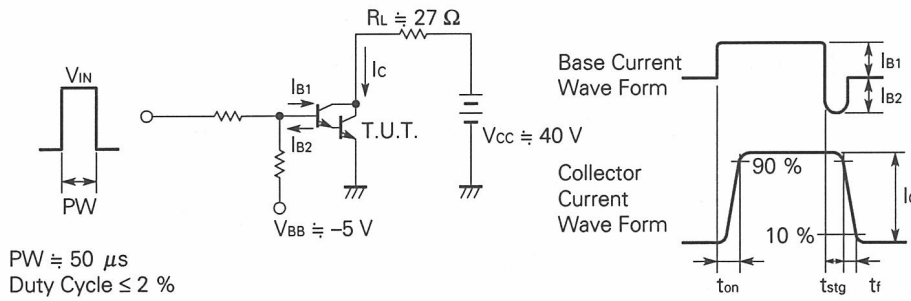 RL ≒ 27 Ω
VIN
IB1
IC
IB2
T.U.T.
VCC ≒ 40 V
VBB ≒ −5 V
PW
PW ≒ 50 μs
Duty Cycle ≤ 2 %
Base Current
Wave Form
IB1
IB2
Collector
Current
Wave Form
90 %
10 %
ton
tstg
tf